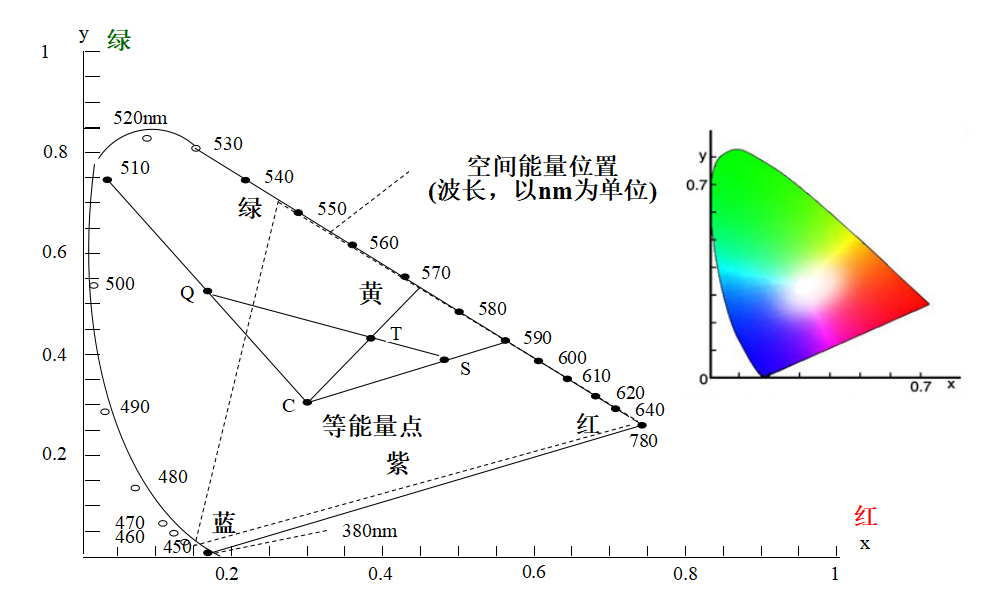 y 绿
1
520nm
530
0.8
510
540
空间能量位置
(波长，以nm为单位)
绿
550
560
0.6
500
570
Q
黄
580
T
590
0.4
S
600
610
C
620
490
640
等能量点
红
780
0.2
紫
480
470
蓝
460
450
380nm
红
x
0.2
0.4
0.6
0.8
1
y
0.7
0
0.7
x